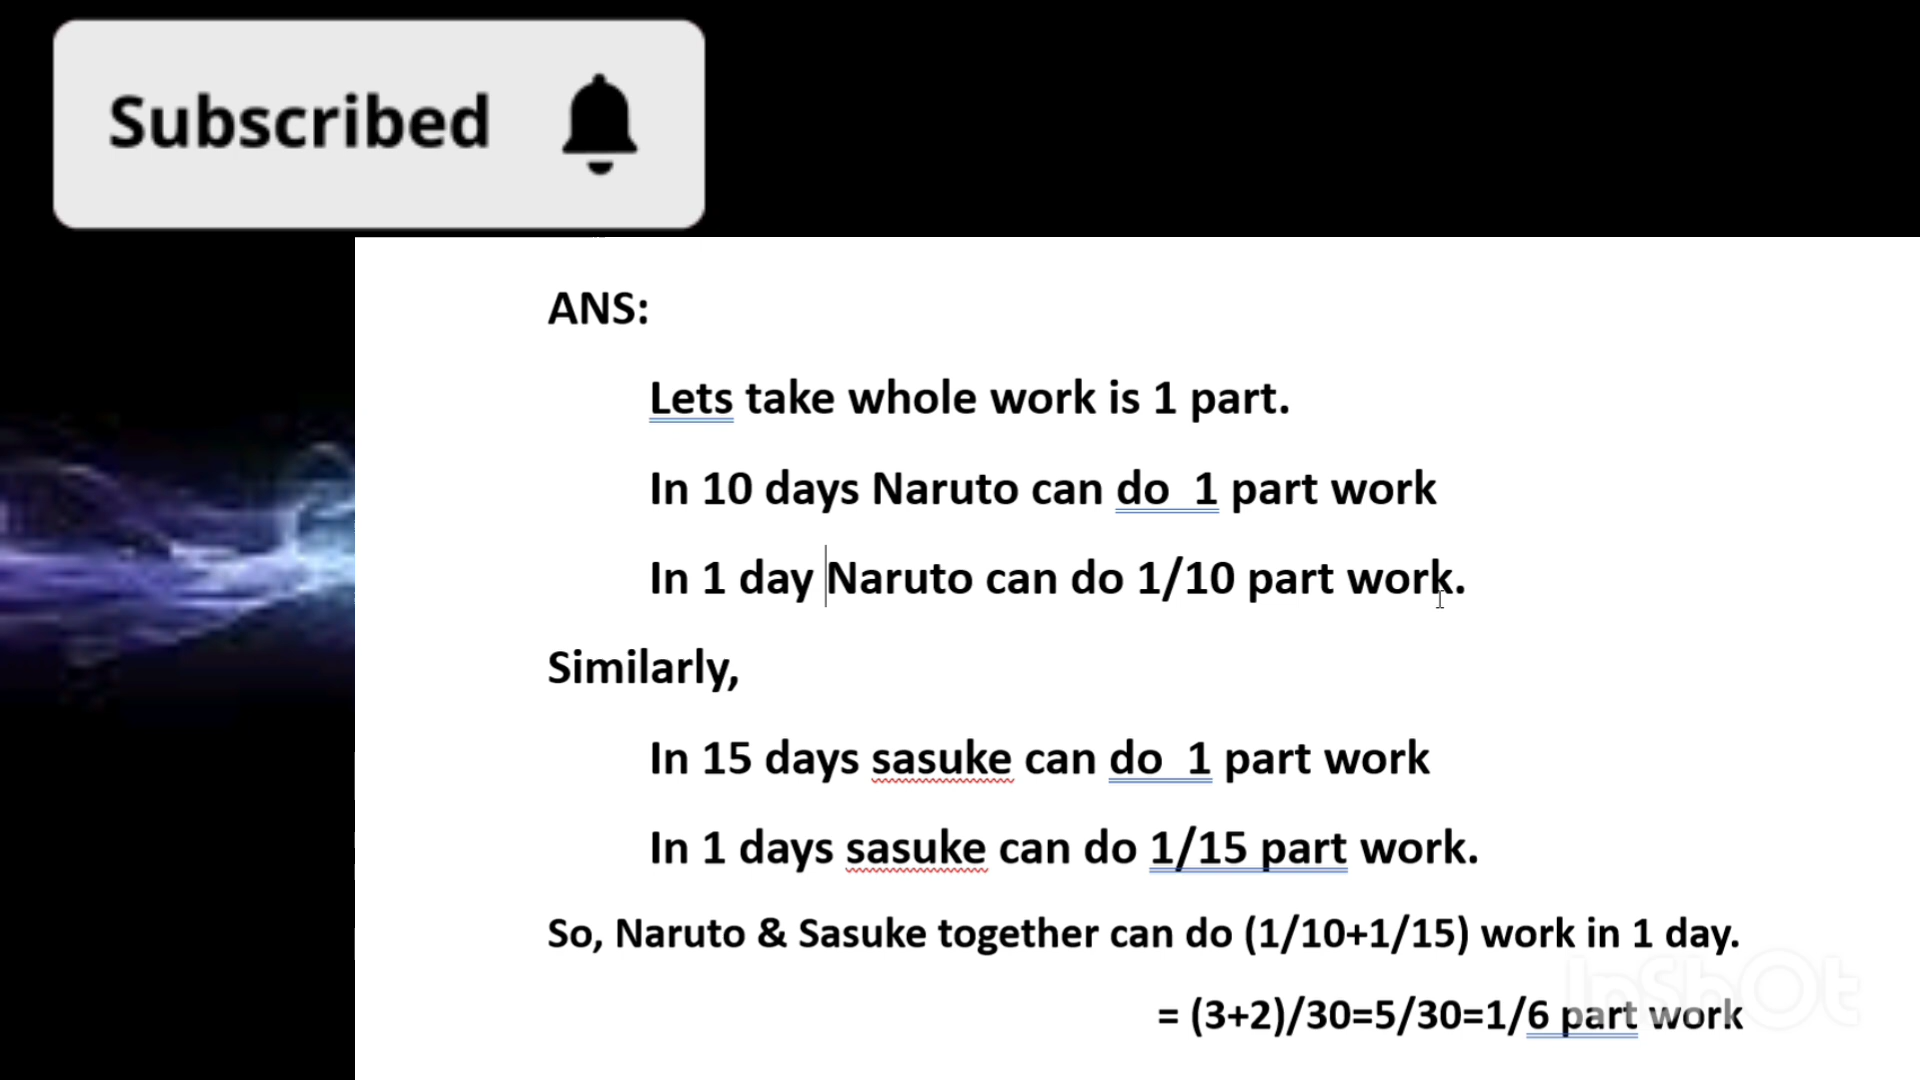 Subscribed
ANS:
Lets take whole work is 1 part.
In 10 days Naruto can do  1 part work
In 1 day Naruto can do 1/10 part work.
Similarly,
In 15 days sasuke can do  1 part work
In 1 days sasuke can do 1/15 part work.
So, Naruto & Sasuke together can do (1/10+1/15) work in 1 day.
= (3+2)/30=5/30=1/6 part work
InShOt